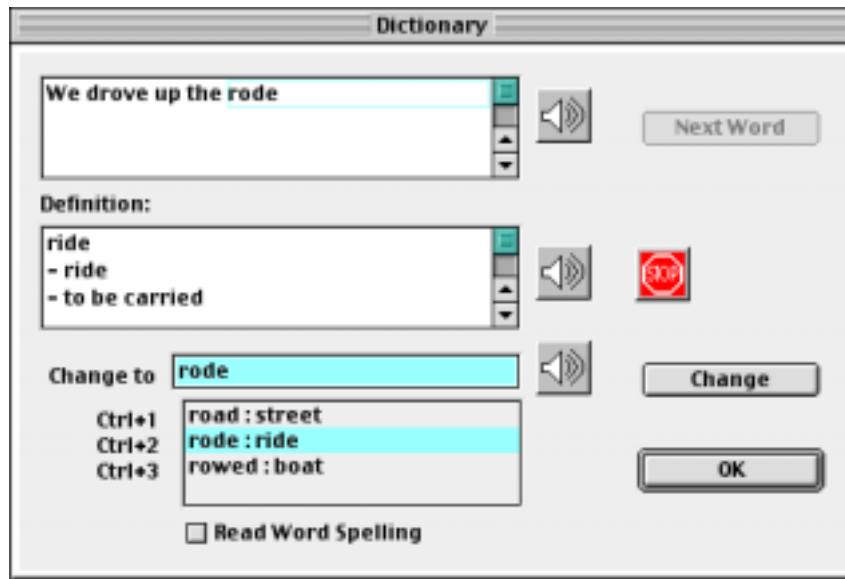 Dictionary
We drove up the rode
Next Word
Definition:
ride
- ride
- to be carried
STOP
Change to
rode
Change
Ctrl+1 road : street
Ctrl+2 rode : ride
Ctrl+3 rowed : boat
OK
Read Word Spelling